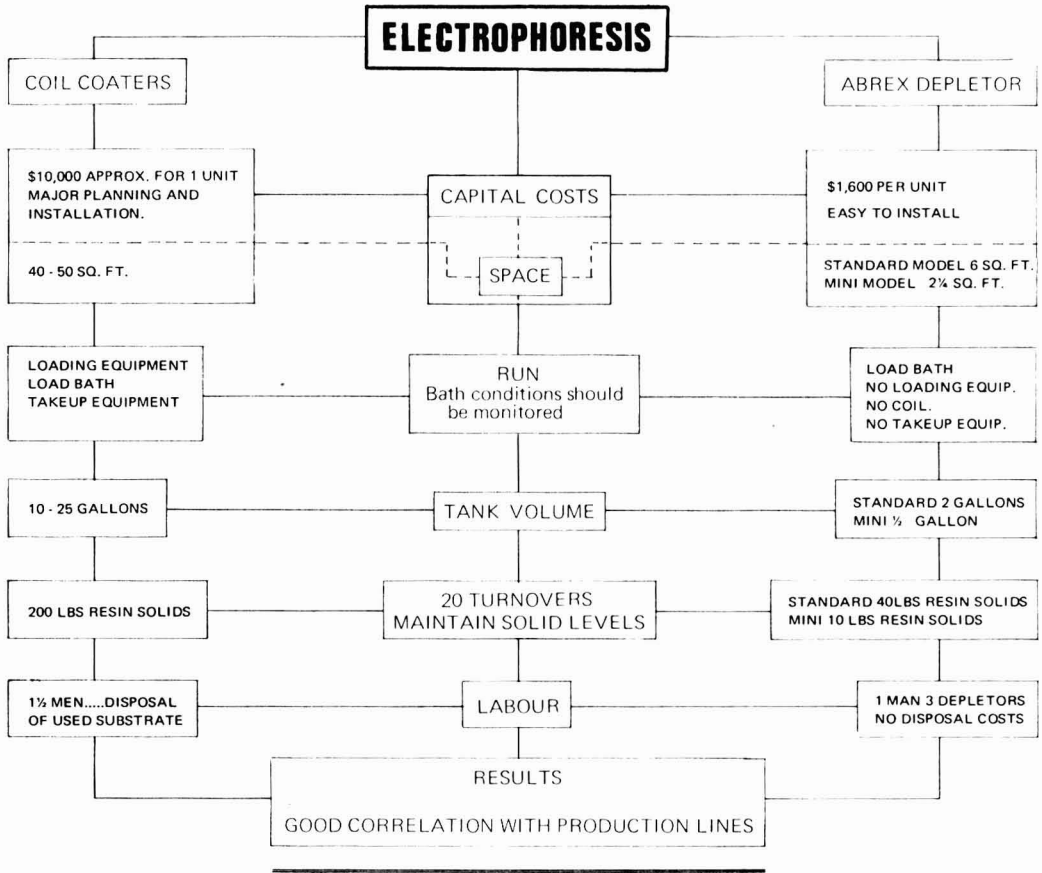 ELECTROPHORESIS
COIL COATERS
ABREX DEPLETOR
$10,000 APPROX. FOR 1 UNIT
MAJOR PLANNING AND
INSTALLATION.
CAPITAL COSTS
$1,600 PER UNIT
EASY TO INSTALL
40 - 50 SQ. FT.
SPACE
STANDARD MODEL 6 SQ. FT.
MINI MODEL 2¼ SQ. FT.
LOADING EQUIPMENT
LOAD BATH
TAKEUP EQUIPMENT
RUN
Bath conditions should
be monitored
LOAD BATH
NO LOADING EQUIP.
NO COIL.
NO TAKEUP EQUIP.
10 - 25 GALLONS
TANK VOLUME
STANDARD 2 GALLONS
MINI ½ GALLON
200 LBS RESIN SOLIDS
20 TURNOVERS
MAINTAIN SOLID LEVELS
STANDARD 40LBS RESIN SOLIDS
MINI 10 LBS RESIN SOLIDS
1½ MEN.....DISPOSAL
OF USED SUBSTRATE
LABOUR
1 MAN 3 DEPLETORS
NO DISPOSAL COSTS
RESULTS
GOOD CORRELATION WITH PRODUCTION LINES